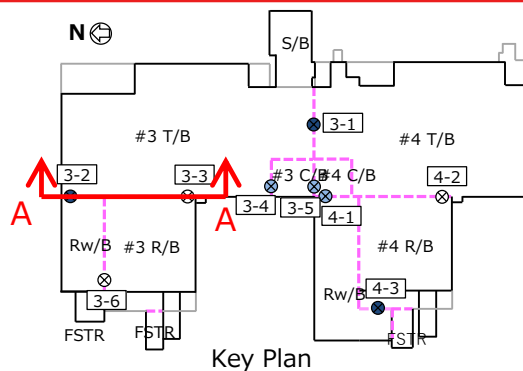 N
S/B
3-1
#3 T/B
#4 T/B
3-2
3-3
#3 C/B
#4 C/B
4-2
A
A
3-4
3-5
4-1
Rw/B
#3 R/B
#4 R/B
3-6
Rw/B
4-3
FSTR
FSTR
FSTR
Key Plan